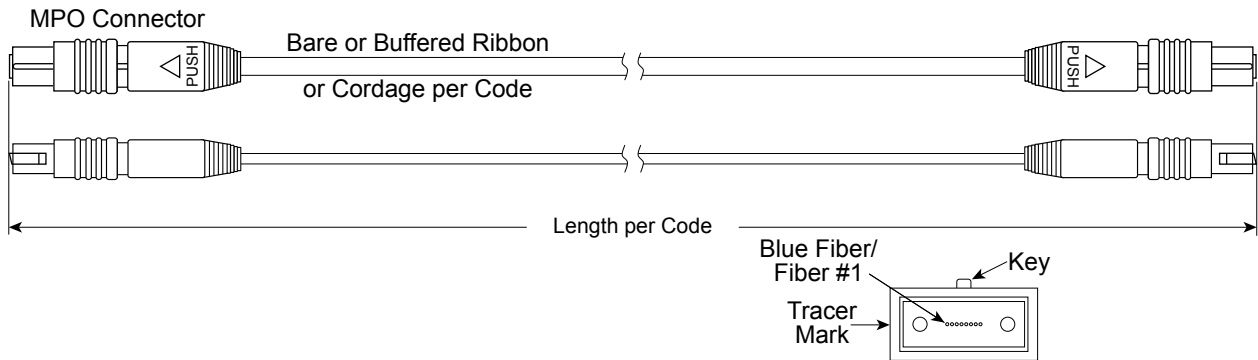 MPO Connector
Bare or Buffered Ribbon
or Cordage per Code
PUSH
PUSH
Length per Code
Blue Fiber/
Fiber #1
Key
Tracer
Mark